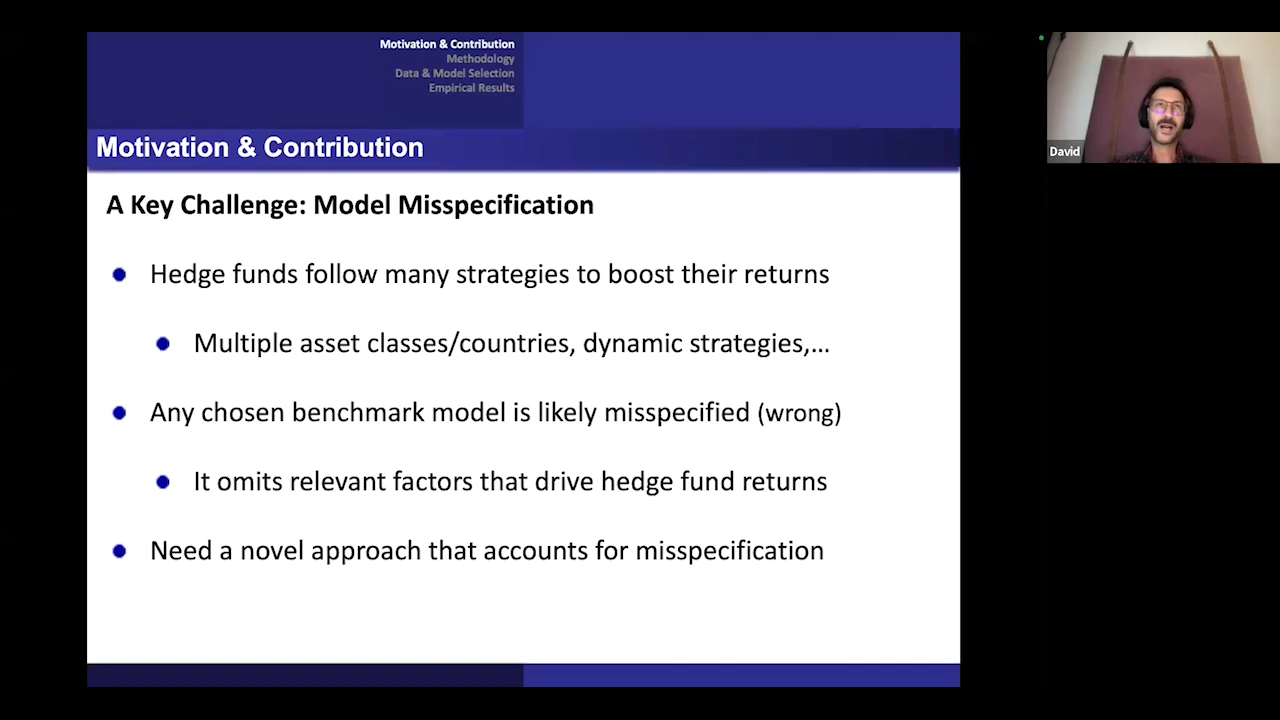 Motivation & Contribution
Methodology
Data & Model Selection
Empirical Results
Motivation & Contribution
A Key Challenge: Model Misspecification
Hedge funds follow many strategies to boost their returns
Multiple asset classes/countries, dynamic strategies,...
Any chosen benchmark model is likely misspecified (wrong)
It omits relevant factors that drive hedge fund returns
Need a novel approach that accounts for misspecification
David